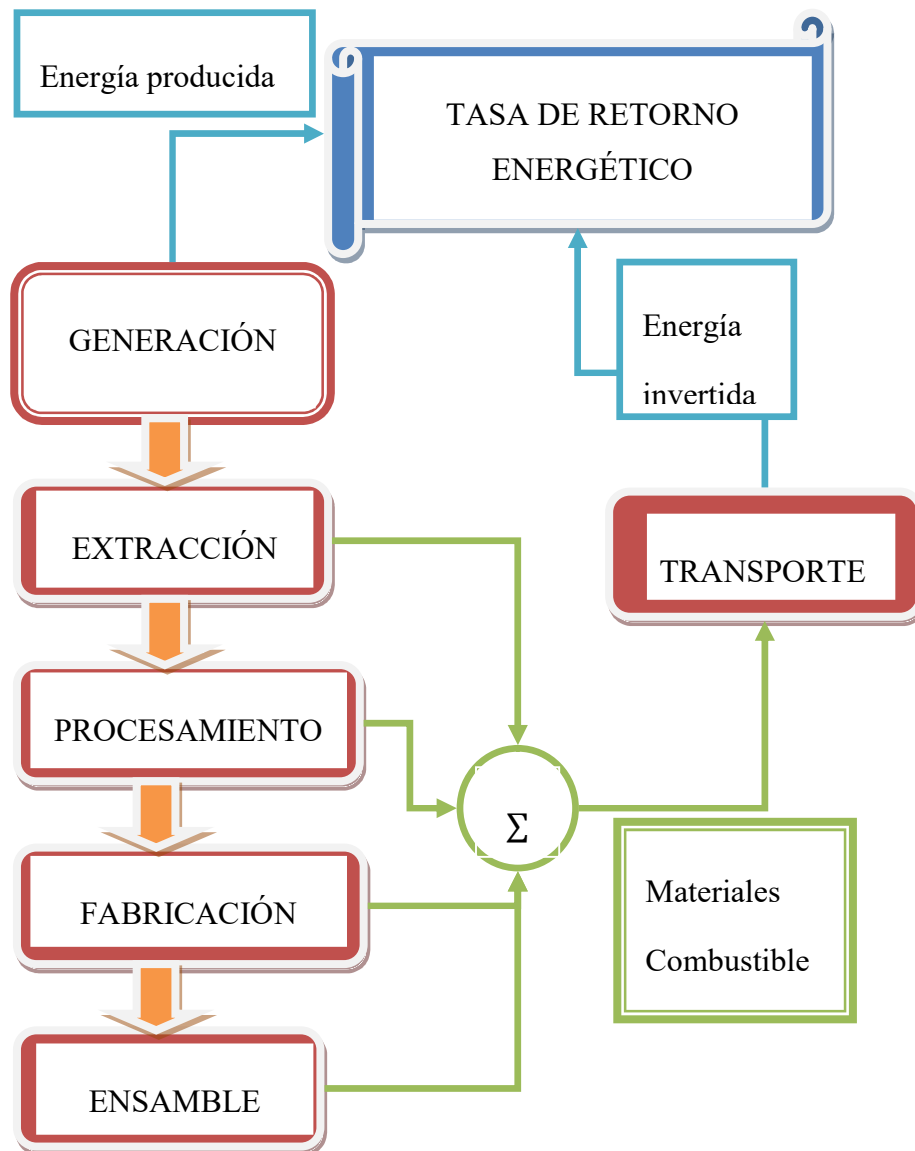 Energía producida
TASA DE RETORNO
ENERGÉTICO
GENERACIÓN
Energía
invertida
EXTRACCIÓN
TRANSPORTE
PROCESAMIENTO
Σ
FABRICACIÓN
Materiales
Combustible
ENSAMBLE